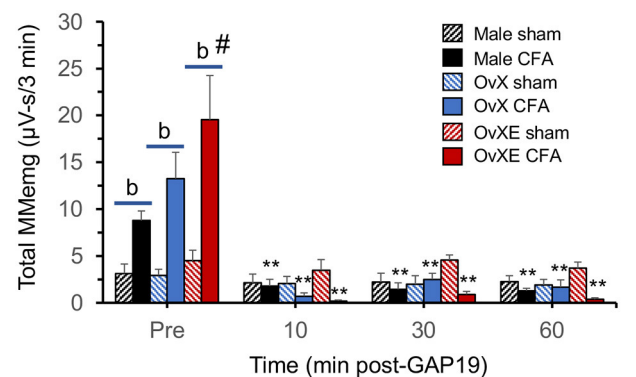 30
25
20
15
10
5
0
Total MMemg (µV-s/3 min)
b
b
b #
** ** **
** ** **
** ** **
Pre 10 30 60
Time (min post-GAP19)
Male sham
Male CFA
OvX sham
OvX CFA
OvXE sham
OvXE CFA